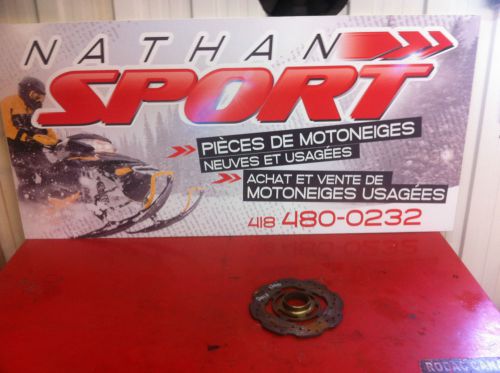 NATHAN
SPORT
PIÈCES DE MOTONEIGES
NEUVES ET USAGÉES
ACHAT ET VENTE DE
MOTONEIGES USAGÉES
418 480-0232